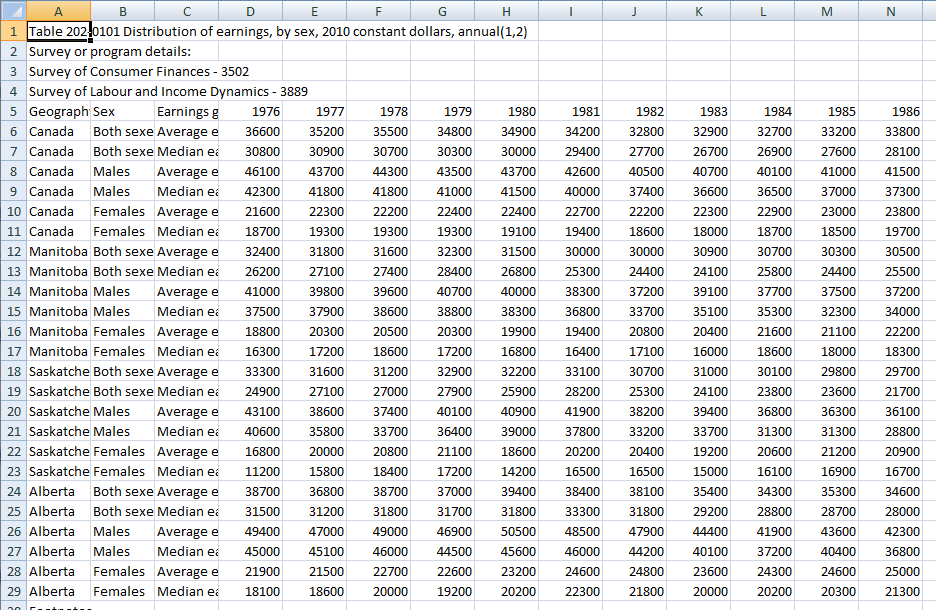 A B C D E F G H I J K L M N
1 Table 202-0101 Distribution of earnings, by sex, 2010 constant dollars, annual(1,2)
2 Survey or program details:
3 Survey of Consumer Finances - 3502
4 Survey of Labour and Income Dynamics - 3889
5 Geograph Sex Earnings g 1976 1977 1978 1979 1980 1981 1982 1983 1984 1985 1986
6 Canada Both sexe Average e 36600 35200 35500 34800 34900 34200 32800 32900 32700 33200 33800
7 Canada Both sexe Median ea 30800 30900 30700 30300 30000 29400 27700 26700 26900 27600 28100
8 Canada Males Average e 46100 43700 44300 43500 43700 42600 40500 40700 40100 41000 41500
9 Canada Males Median ea 42300 41800 41800 41000 41500 40000 37400 36600 36500 37000 37300
10 Canada Females Average e 21600 22300 22200 22400 22400 22700 22200 22300 22900 23000 23800
11 Canada Females Median ea 18700 19300 19300 19300 19100 19400 18600 18000 18700 18500 19700
12 Manitoba Both sexe Average e 32400 31800 31600 32300 31500 30000 30000 30900 30700 30300 30500
13 Manitoba Both sexe Median ea 26200 27100 27400 28400 26800 25300 24400 24100 25800 24400 25500
14 Manitoba Males Average e 41000 39800 39600 40700 40000 38300 37200 39100 37700 37500 37200
15 Manitoba Males Median ea 37500 37900 38600 38800 38300 36800 33700 35100 35300 32300 34000
16 Manitoba Females Average e 18800 20300 20500 20300 19900 19400 20800 20400 21600 21100 22200
17 Manitoba Females Median ea 16300 17200 18600 17200 16800 16400 17100 16000 18600 18000 18300
18 Saskatche Both sexe Average e 33300 31600 31200 32900 32200 33100 30700 31000 30100 29800 29700
19 Saskatche Both sexe Median ea 24900 27100 27000 27900 25900 28200 25300 24100 23800 23600 21700
20 Saskatche Males Average e 43100 38600 37400 40100 40900 41900 38200 39400 36800 36300 36100
21 Saskatche Males Median ea 40600 35800 33700 36400 39000 37800 33200 33700 31300 31300 28800
22 Saskatche Females Average e 16800 20000 20800 21100 18600 20200 20400 19200 20600 21200 20900
23 Saskatche Females Median ea 11200 15800 18400 17200 14200 16500 16500 15000 16100 16900 16700
24 Alberta Both sexe Average e 38700 36800 38700 37000 39400 38400 38100 35400 34300 35300 34600
25 Alberta Both sexe Median ea 31500 31200 31800 31700 31800 33300 31800 29200 28800 28700 28000
26 Alberta Males Average e 49400 47000 49000 46900 50500 48500 47900 44400 41900 43600 42300
27 Alberta Males Median ea 45000 45100 46000 44500 45600 46000 44200 40100 37200 40400 36800
28 Alberta Females Average e 21900 21500 22700 22600 23200 24600 24800 23600 24300 24600 25000
29 Alberta Females Median ea 18100 18600 20000 19200 20200 22300 21800 20000 20200 20300 21300